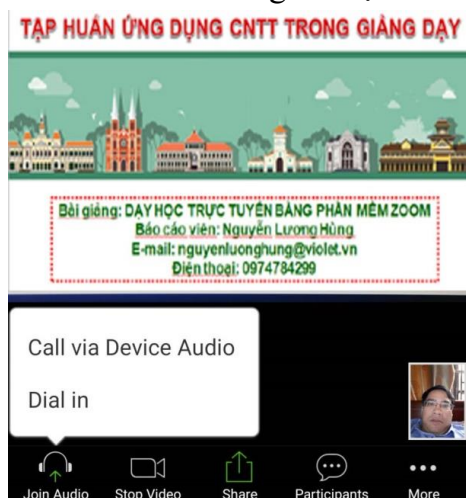 TẬP HUẤN ỨNG DỤNG CNTT TRONG GIẢNG DẠY
Bài giảng: DẠY HỌC TRỰC TUYẾN BẰNG PHẦN MỀM ZOOM
Báo cáo viên: Nguyễn Lương Hùng
E-mail: nguyenluonghung@violet.vn
Điện thoại: 0974784299
Call via Device Audio
Dial in
Join Audio Stop Video Share Participants More